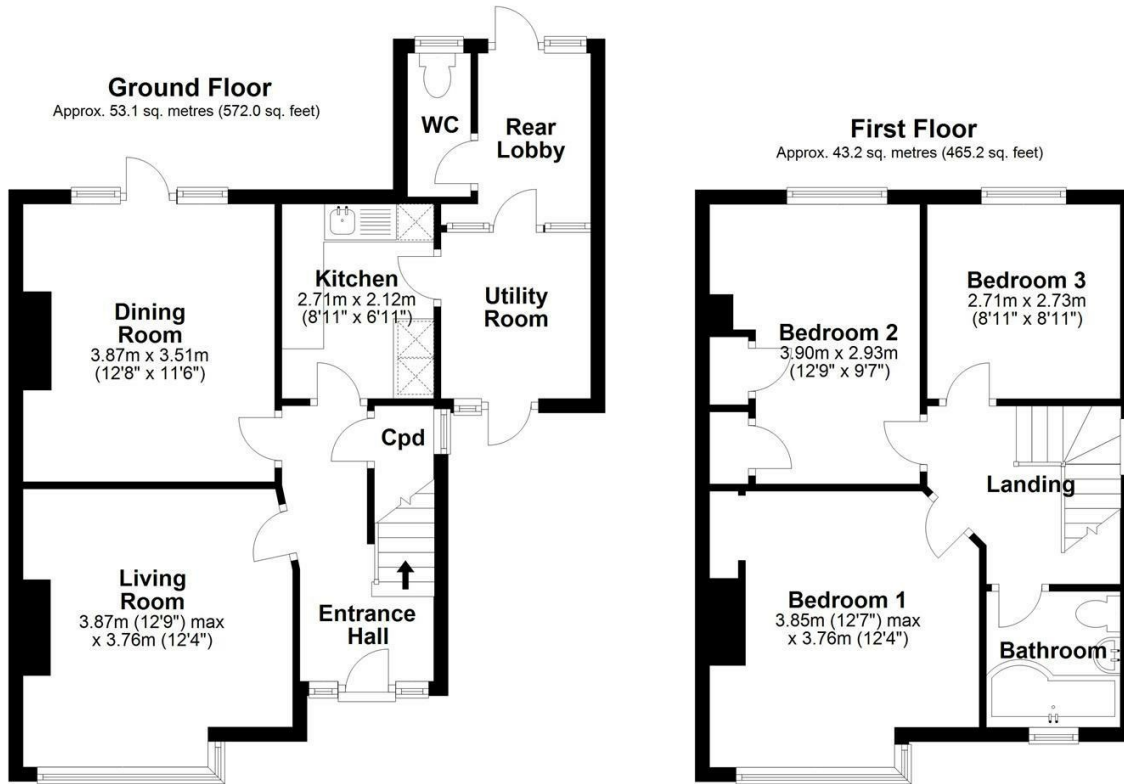 Ground Floor
Approx. 53.1 sq. metres (572.0 sq. feet)
WC
Rear
Lobby
Kitchen
2.71m x 2.12m
(8'11" x 6'11")
Utility
Room
Dining
Room
3.87m x 3.51m
(12'8" x 11'6")
Cpd
Living
Room
3.87m (12'9") max
x 3.76m (12'4")
Entrance
Hall
First Floor
Approx. 43.2 sq. metres (465.2 sq. feet)
Bedroom 3
2.71m x 2.73m
(8'11" x 8'11")
Bedroom 2
3.90m x 2.93m
(12'9" x 9'7")
Landing
Bedroom 1
3.85m (12'7") max
x 3.76m (12'4")
Bathroom